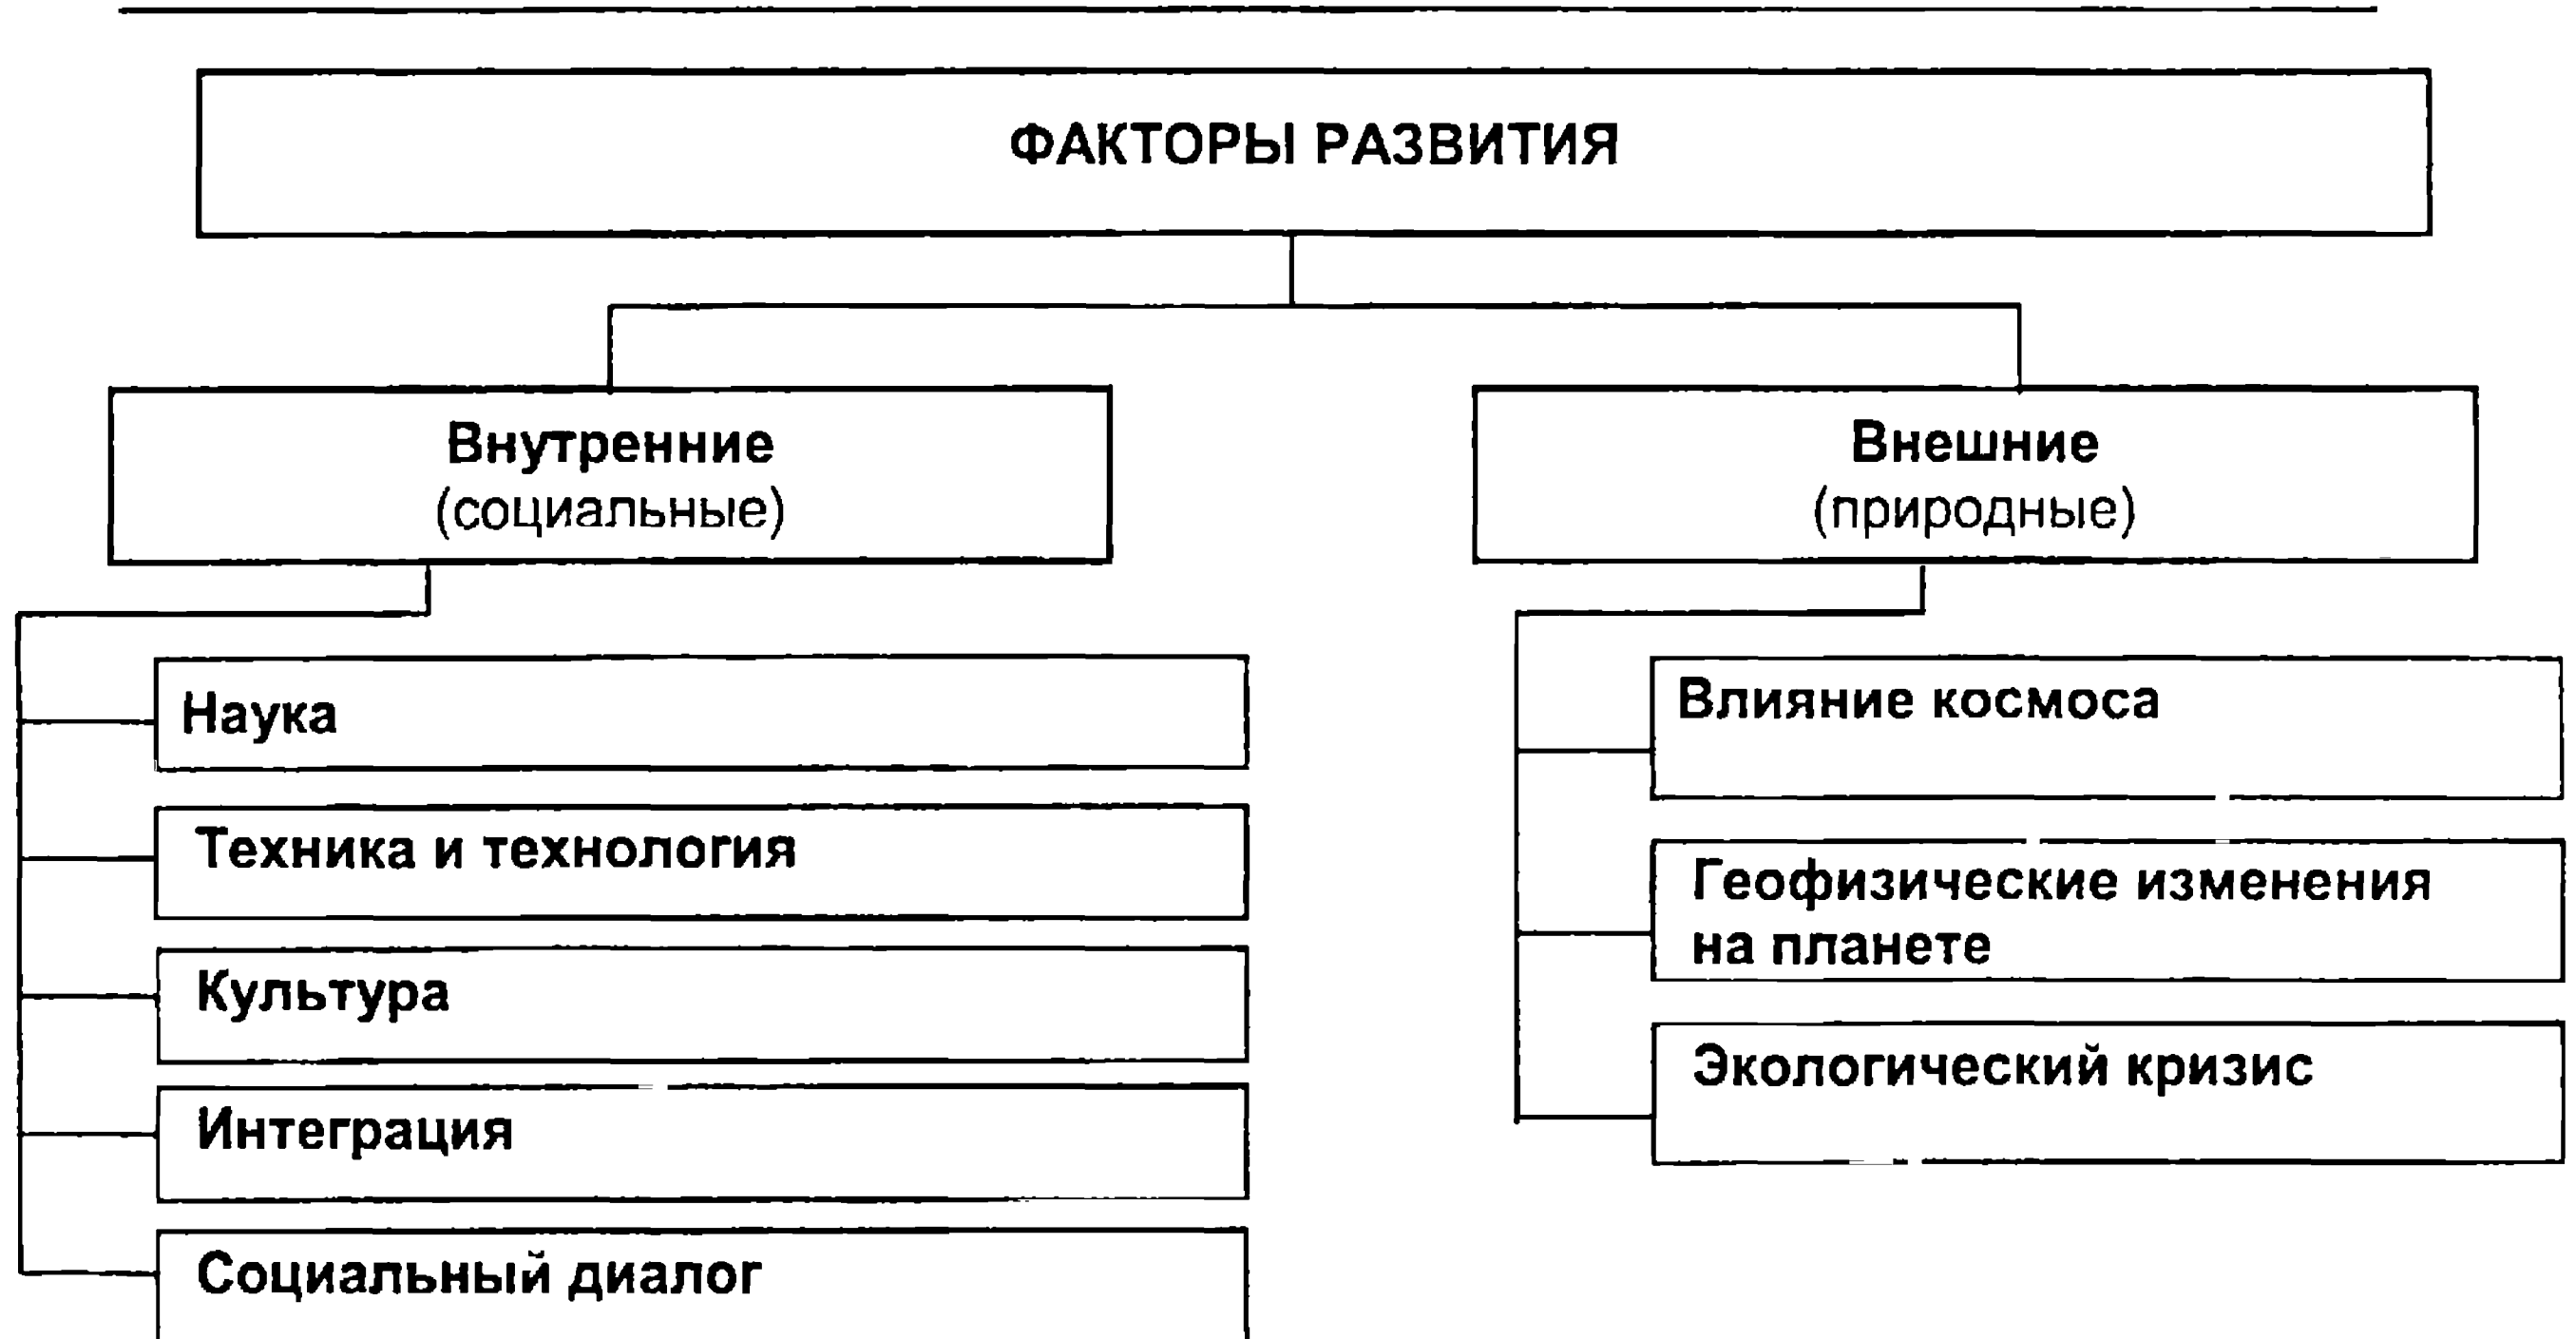 ФАКТОРЫ РАЗВИТИЯ
Внутренние
(социальные)
Внешние
(природные)
Наука
Техника и технология
Культура
Интеграция
Социальный диалог
Влияние космоса
Геофизические изменения
на планете
Экологический кризис